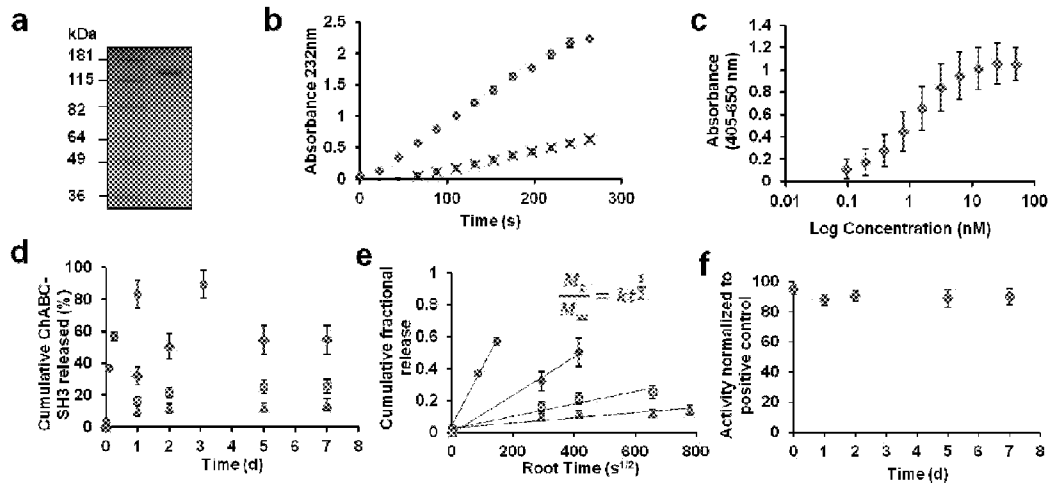 a
kDa
181
115
82
64
49
36
b
Absorbance 232nm
2.5
2
1.5
1
0.5
0
0
100
200
300
Time (s)
c
Absorbance
(405-650 nm)
1.4
1.2
1
0.8
0.6
0.4
0.2
0
0.01
0.1
1
10
100
Log Concentration (nM)
d
Cumulative ChABC-
SH3 released (%)
100
80
60
40
20
0
0 1 2 3 4 5 6 7 8
Time (d)
e
Cumulative fractional
release
1
0.8
0.6
0.4
0.2
0
0 200 400 600 800
Root Time (s1/2)
f
Activity normalized to
positive control
100
80
60
40
20
0
0 1 2 3 4 5 6 7 8
Time (d)